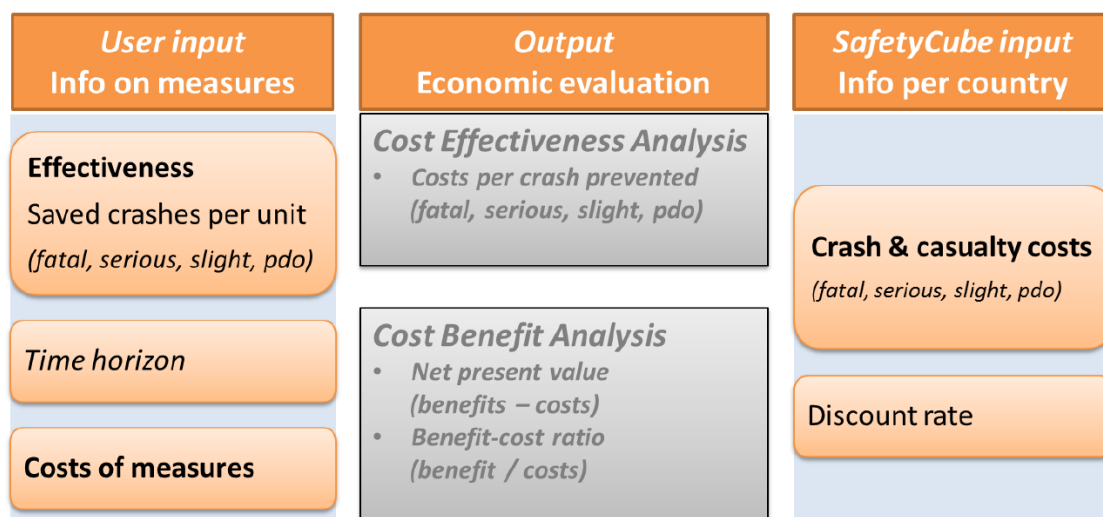 User input
Info on measures
Effectiveness
Saved crashes per unit
(fatal, serious, slight, pdo)
Time horizon
Costs of measures
Output
Economic evaluation
Cost Effectiveness Analysis
• Costs per crash prevented
(fatal, serious, slight, pdo)
Cost Benefit Analysis
• Net present value
(benefits – costs)
• Benefit-cost ratio
(benefit / costs)
SafetyCube input
Info per country
Crash & casualty costs
(fatal, serious, slight, pdo)
Discount rate